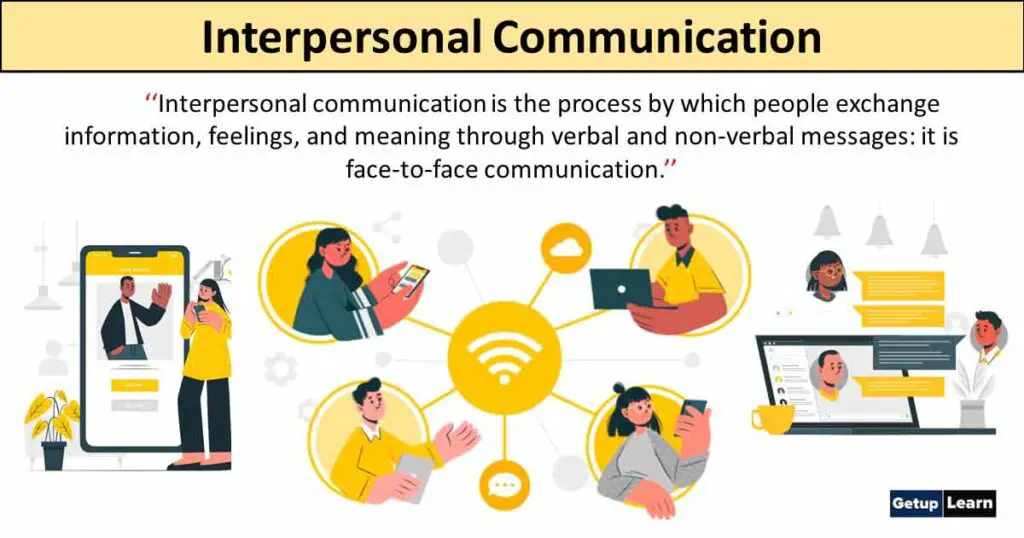 Interpersonal Communication
“Interpersonal communication is the process by which people exchange
information, feelings, and meaning through verbal and non-verbal messages: it is
face-to-face communication.”
Getup Learn